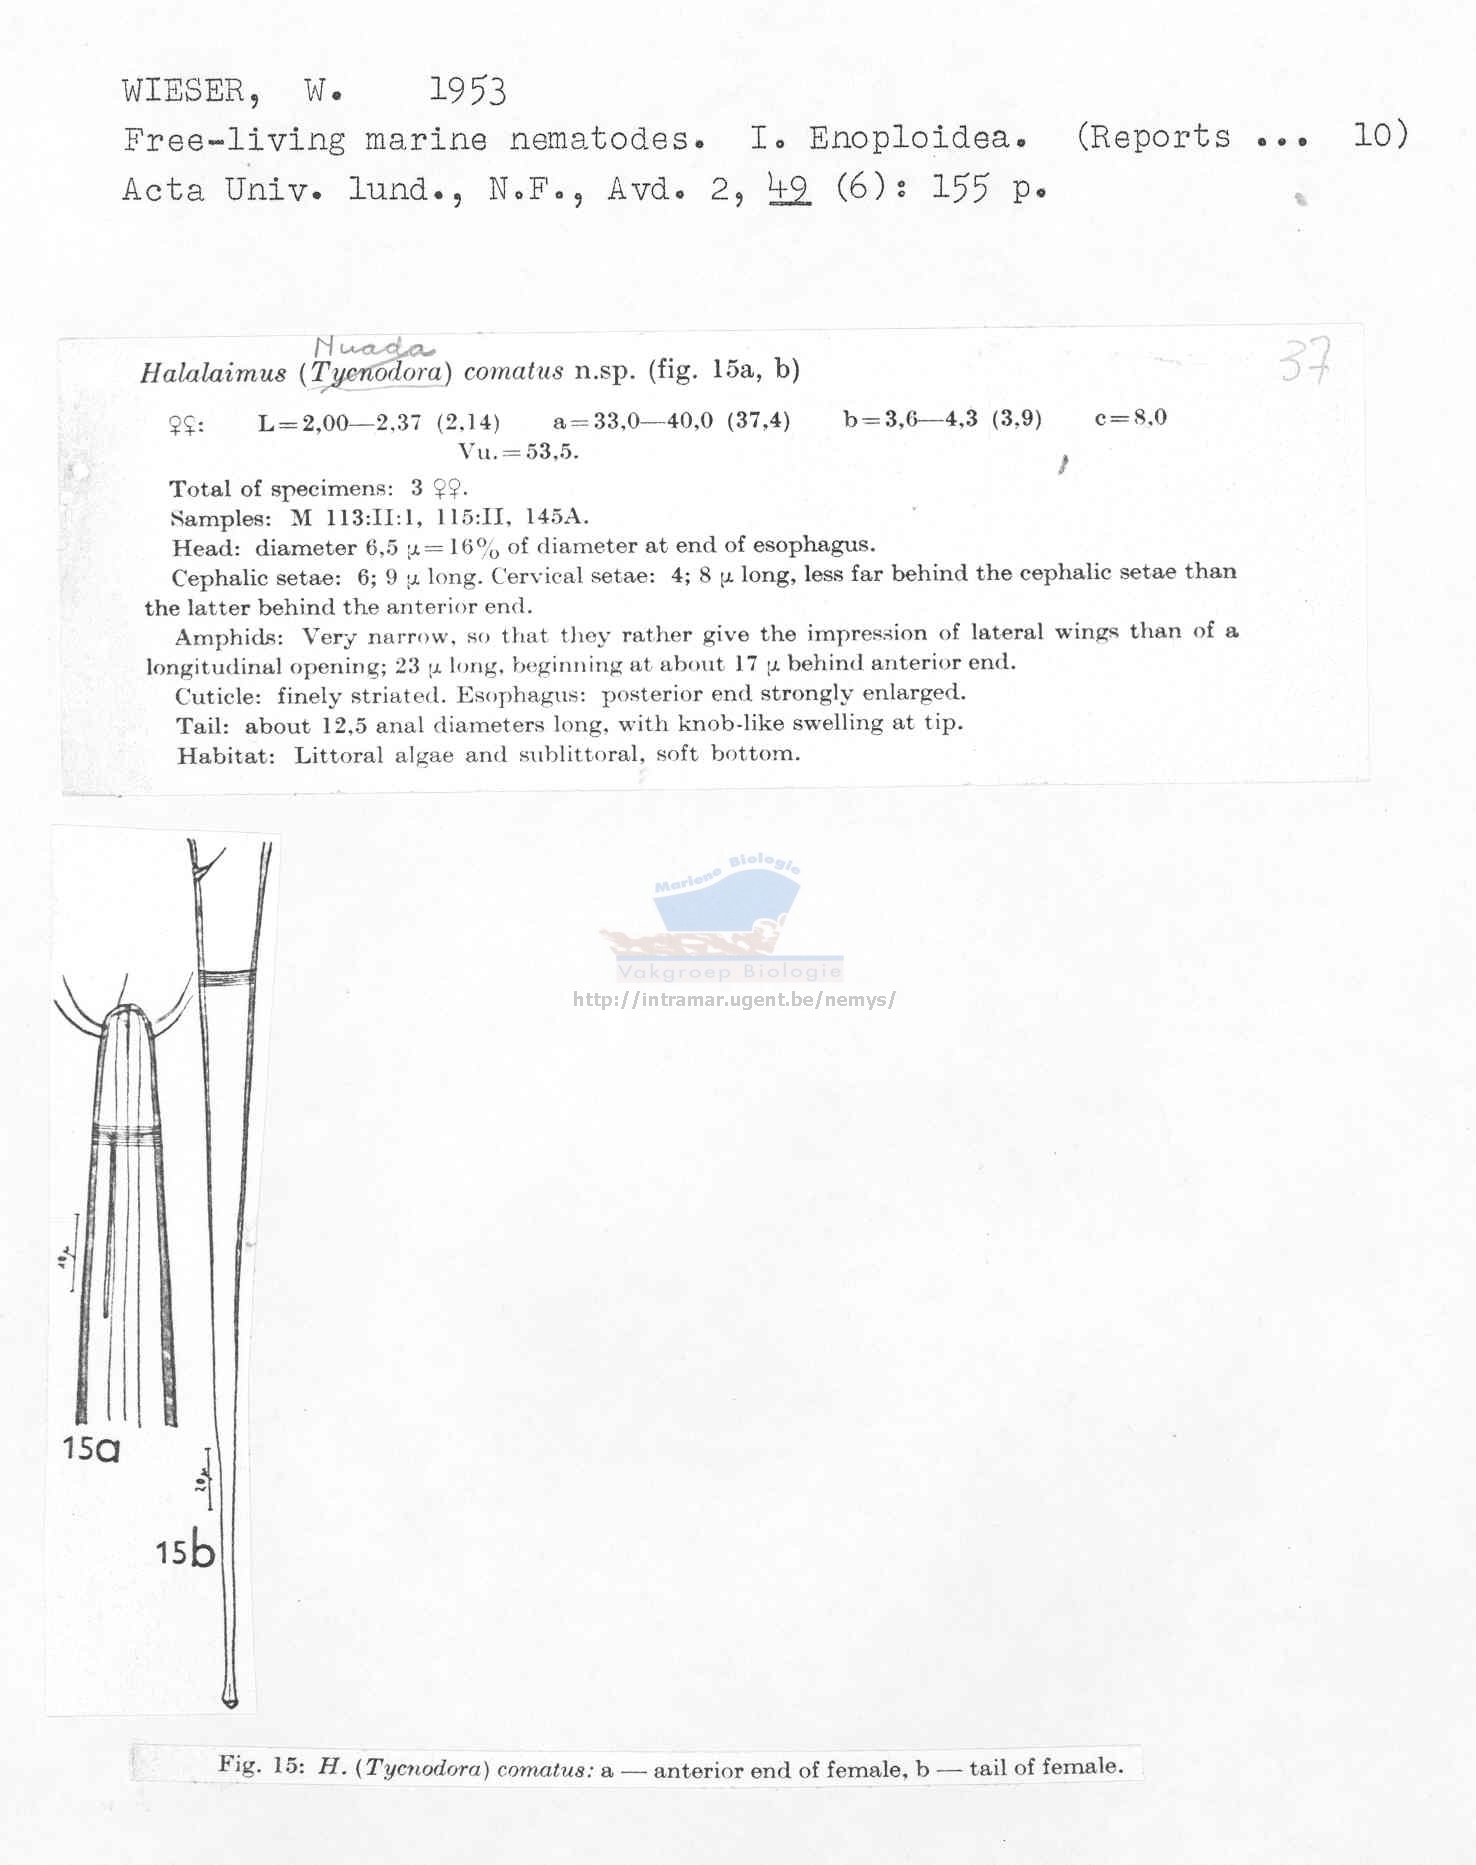 WIESER, W. 1953
Free-living marine nematodes. I. Enoploidea. (Reports ... 10)
Acta Univ. lund., N.F., Avd. 2, 49 (6): 155 p.
Nuada
37
Halalaimus (Tycnodora) comatus n.sp. (fig. 15a, b)
♀♀: L=2,00—2,37 (2,14) a=33,0—40,0 (37,4) b=3,6—4,3 (3,9) c=8,0
Vu.=53,5.
Total of specimens: 3 ♀♀.
Samples: M 113:II:1, 115:II, 145A.
Head: diameter 6,5 μ=16% of diameter at end of esophagus.
Cephalic setae: 6; 9 μ long. Cervical setae: 4; 8 μ long, less far behind the cephalic setae than
the latter behind the anterior end.
Amphids: Very narrow, so that they rather give the impression of lateral wings than of a
longitudinal opening; 23 μ long, beginning at about 17 μ behind anterior end.
Cuticle: finely striated. Esophagus: posterior end strongly enlarged.
Tail: about 12,5 anal diameters long, with knob-like swelling at tip.
Habitat: Littoral algae and sublittoral, soft bottom.
Mariene Biologie
Vakgroep Biologie
http://intramar.ugent.be/nemys/
10 μ
15a
20 μ
15b
Fig. 15: H. (Tycnodora) comatus: a — anterior end of female, b — tail of female.